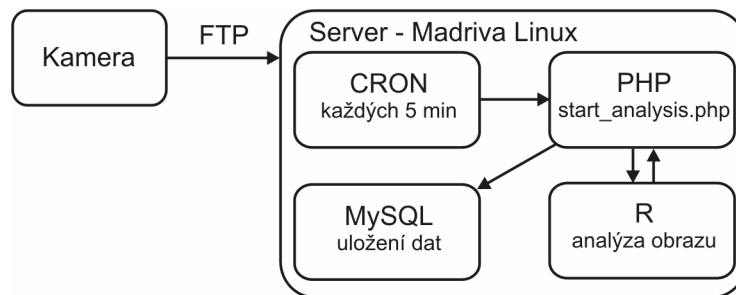 Kamera
FTP
Server - Madriva Linux
CRON
každých 5 min
PHP
start_analysis.php
MySQL
uložení dat
R
analýza obrazu